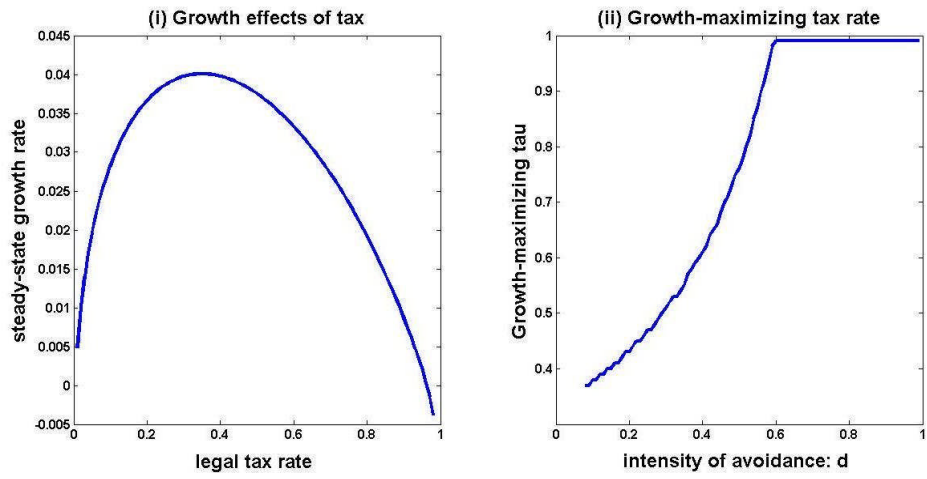 (i) Growth effects of tax
0.045
0.04
0.035
0.03
0.025
0.02
0.015
0.01
0.005
0
-0.005
0 0.2 0.4 0.6 0.8 1
steady-state growth rate
legal tax rate
(ii) Growth-maximizing tax rate
1
0.9
0.8
0.7
0.6
0.5
0.4
0 0.2 0.4 0.6 0.8 1
Growth-maximizing tau
intensity of avoidance: d